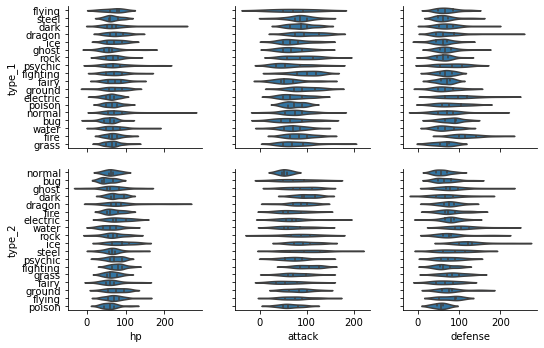 flying
steel
dark
dragon
ice
ghost
rock
psychic
fighting
fairy
ground
electric
poison
normal
bug
water
fire
grass
type_1
normal
bug
ghost
dark
dragon
fire
electric
water
rock
ice
steel
psychic
fighting
grass
fairy
ground
flying
poison
type_2
0 100 200
0 100 200
0 100 200
hp attack defense